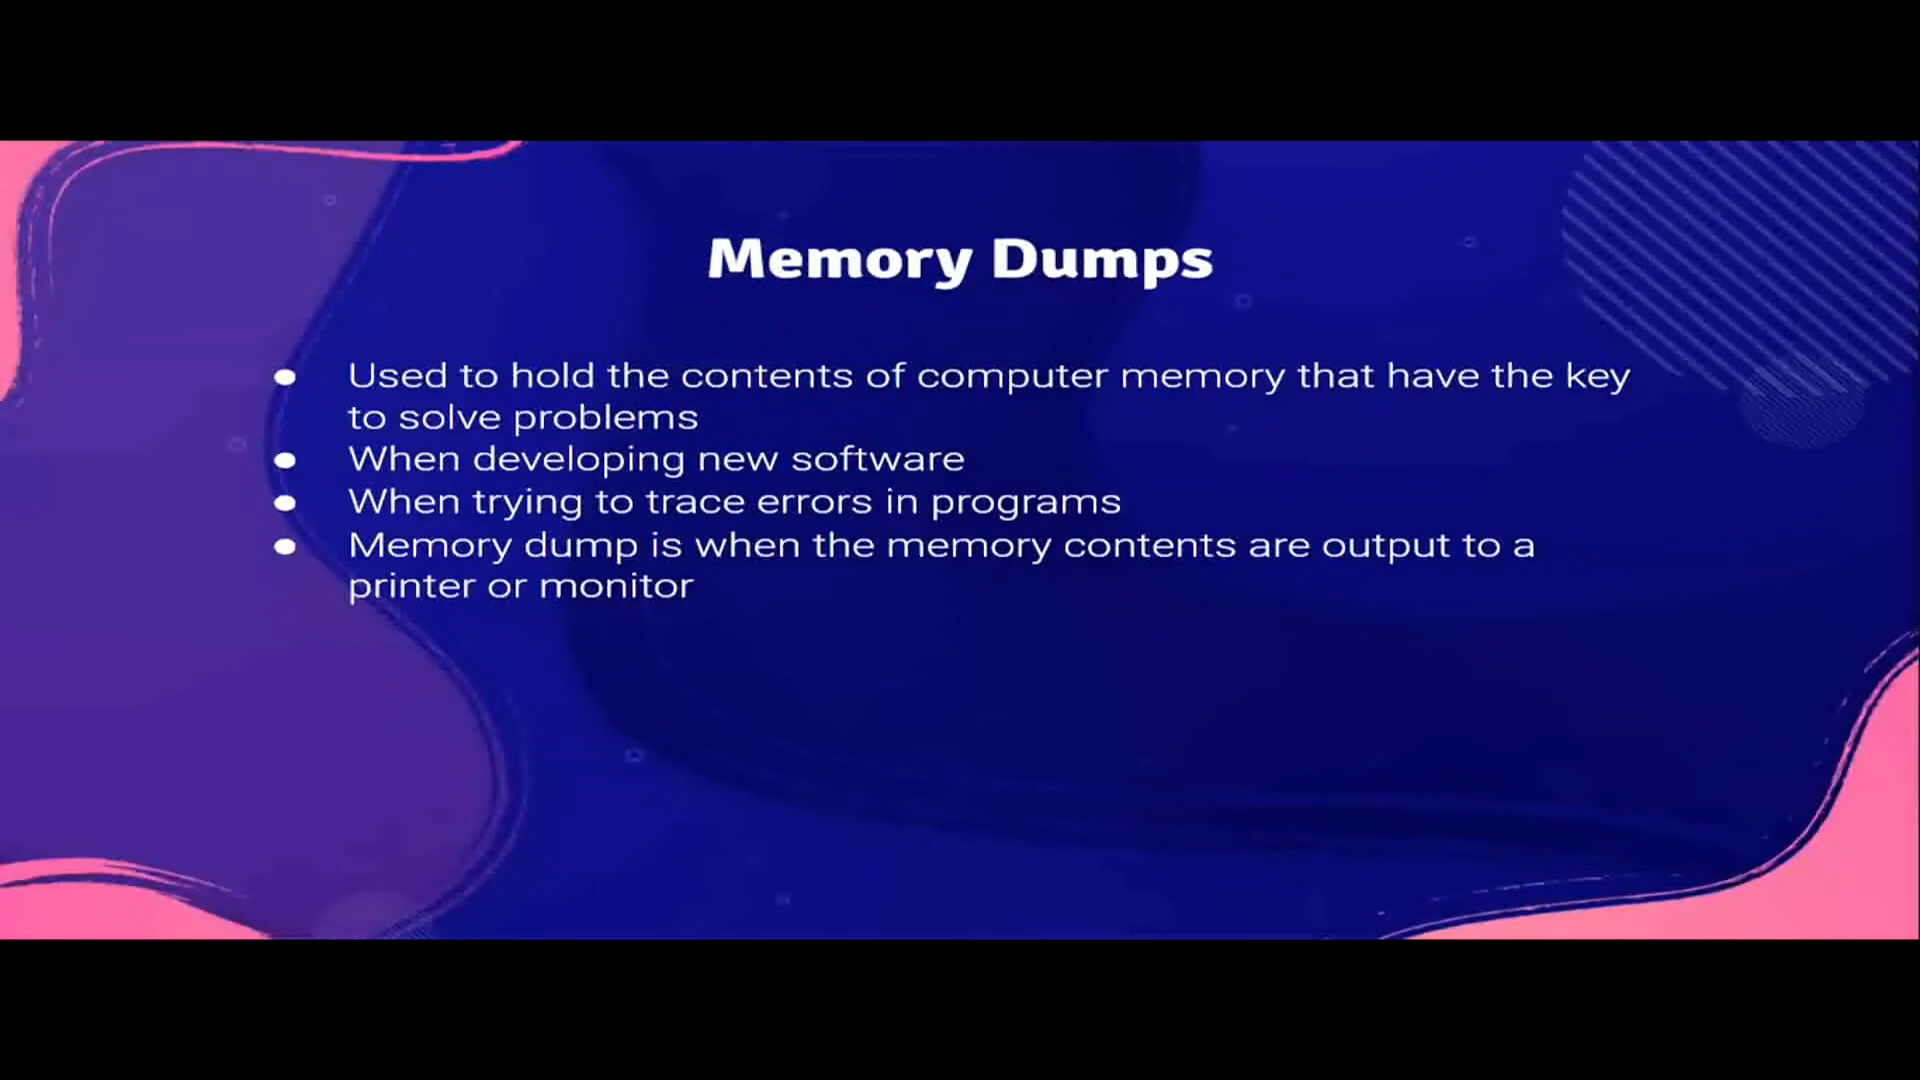 Memory Dumps
● Used to hold the contents of computer memory that have the key
to solve problems
● When developing new software
● When trying to trace errors in programs
● Memory dump is when the memory contents are output to a
printer or monitor